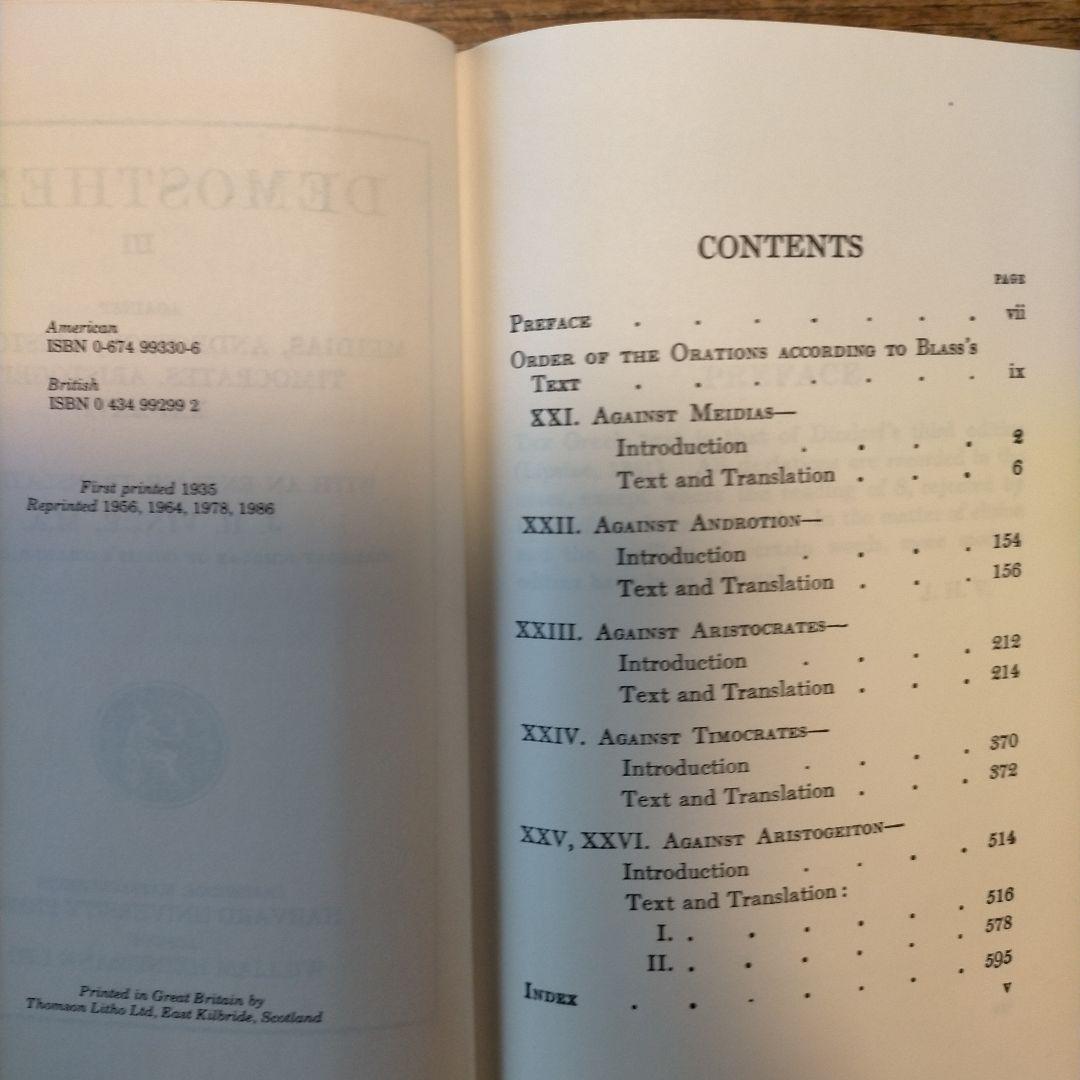 American
ISBN 0-674 99330-6
British
ISBN 0 434 99299 2
First printed 1935
Reprinted 1956, 1964, 1978, 1986
Printed in Great Britain by
Thomson Litho Ltd, East Kilbride, Scotland
CONTENTS
PAGE
PREFACE . . . . . . . vii
ORDER OF THE ORATIONS ACCORDING TO BLASS'S
TEXT . . . . . . . ix
XXI. AGAINST MEIDIAS—
Introduction . . . . 2
Text and Translation . . . 6
XXII. AGAINST ANDROTION—
Introduction . . . . 154
Text and Translation . . . 156
XXIII. AGAINST ARISTOCRATES—
Introduction . . . . 212
Text and Translation . . . 214
XXIV. AGAINST TIMOCRATES—
Introduction . . . . 370
Text and Translation . . . 372
XXV, XXVI. AGAINST ARISTOGEITON—
Introduction . . . . 514
Text and Translation:
I. . . . . . . 516
II. . . . . . . 578
INDEX . . . . . . . 595
v